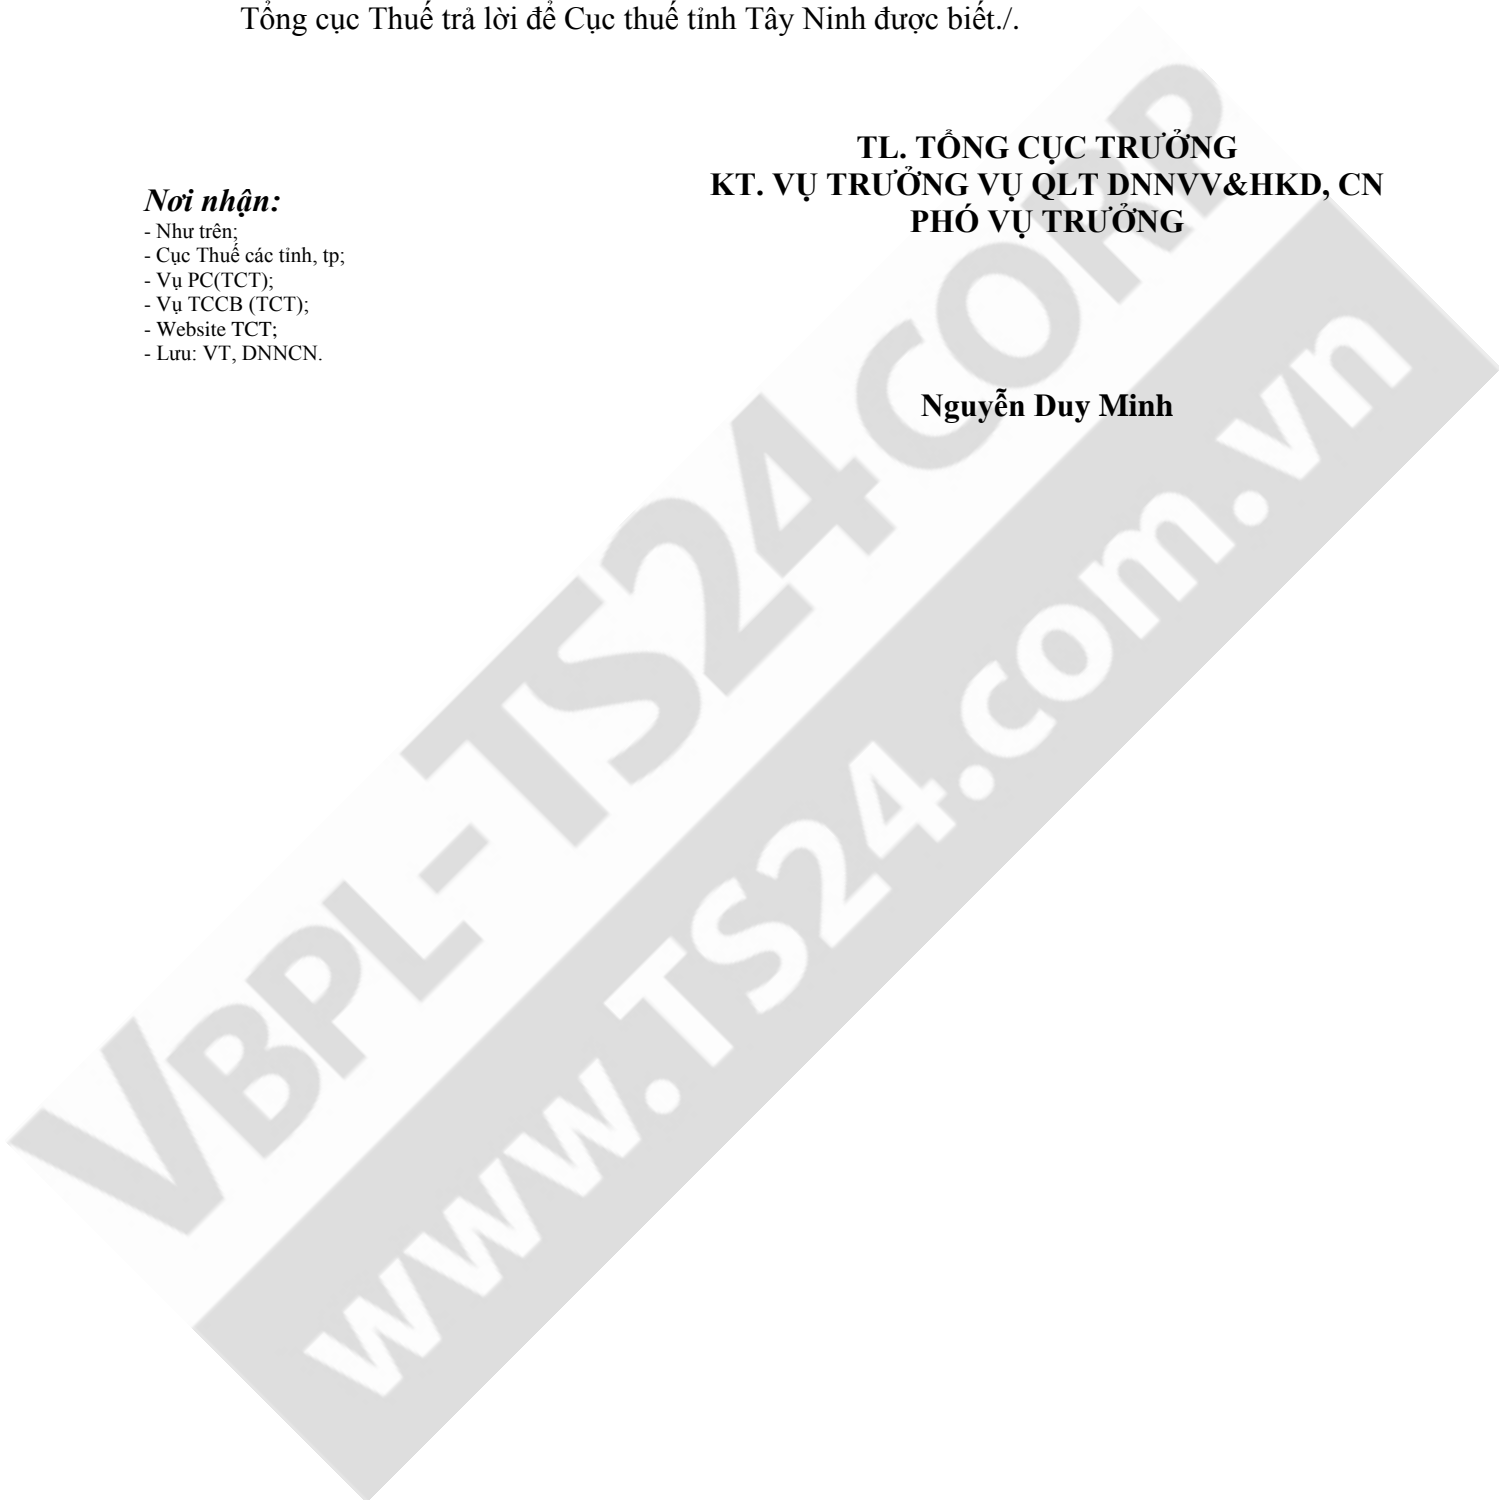 Tổng cục Thuế trả lời để Cục thuế tỉnh Tây Ninh được biết./.
TL. TỔNG CỤC TRƯỞNG
KT. VỤ TRƯỞNG VỤ QLT DNNVV&HKD, CN
PHÓ VỤ TRƯỞNG
Nơi nhận:
- Như trên;
- Cục Thuế các tỉnh, tp;
- Vụ PC(TCT);
- Vụ TCCB (TCT);
- Website TCT;
- Lưu: VT, DNNCN.
Nguyễn Duy Minh
VBPL-TS24CORP
www.TS24.com.vn